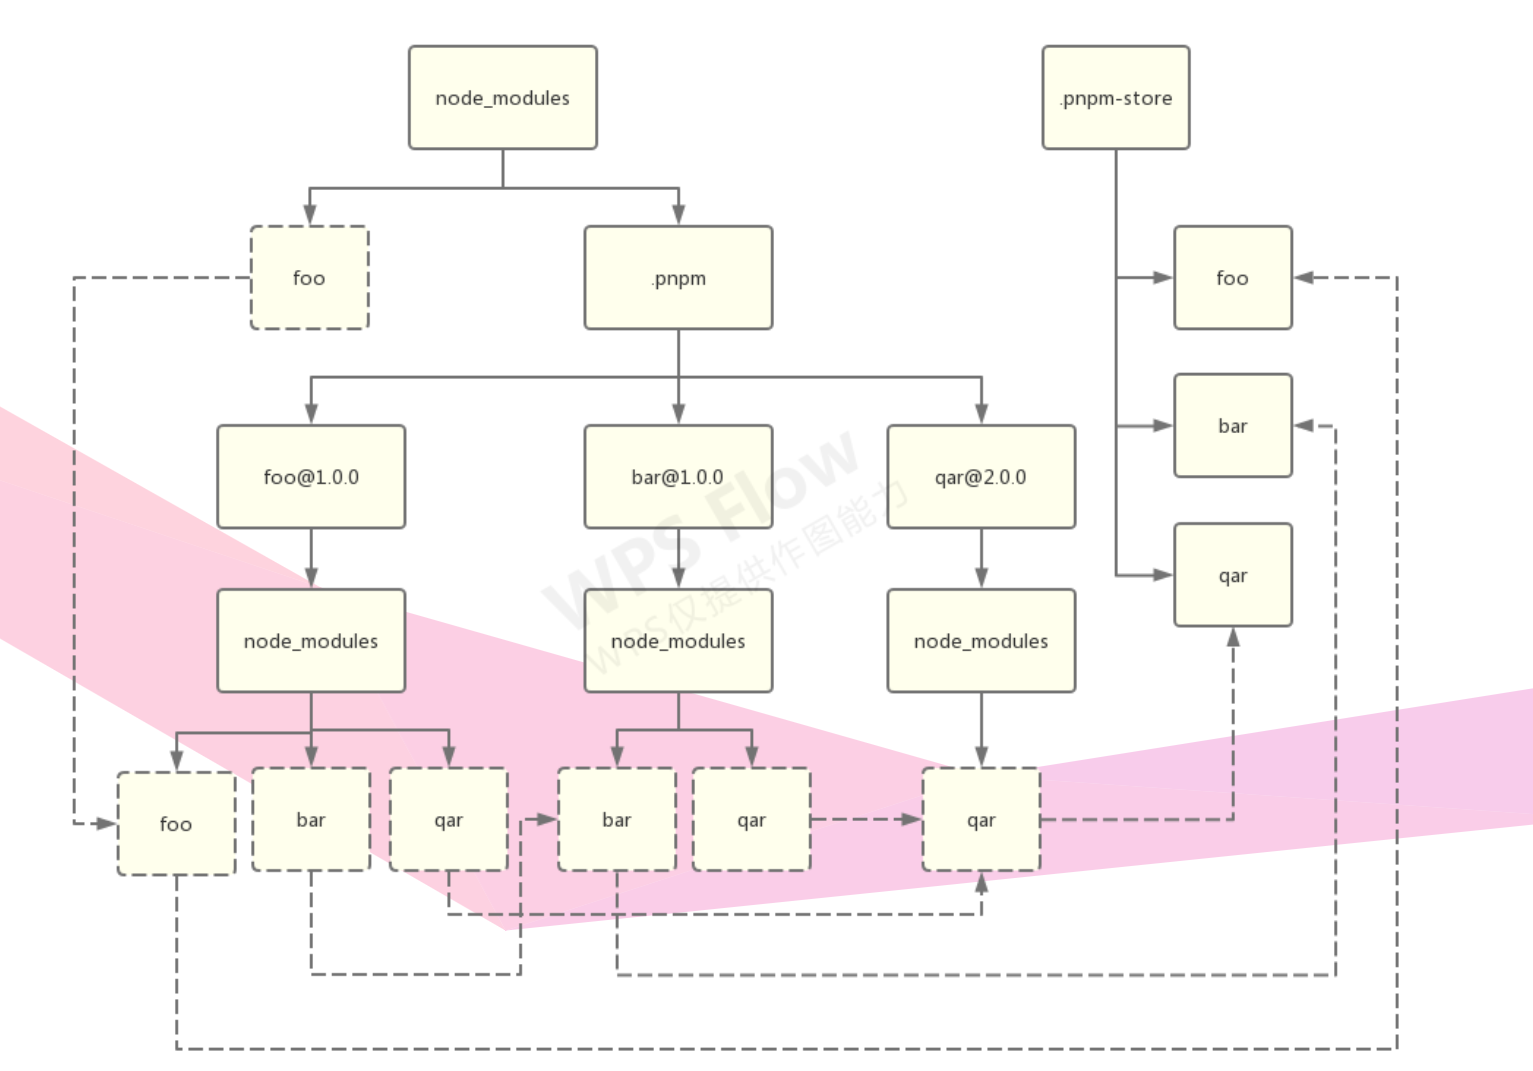 node_modules
.pnpm-store
foo
.pnpm
foo
bar
foo@1.0.0
bar@1.0.0
qar@2.0.0
qar
node_modules
node_modules
node_modules
foo
bar
qar
bar
qar
qar
WPS Flow
WPS仅提供作图能力